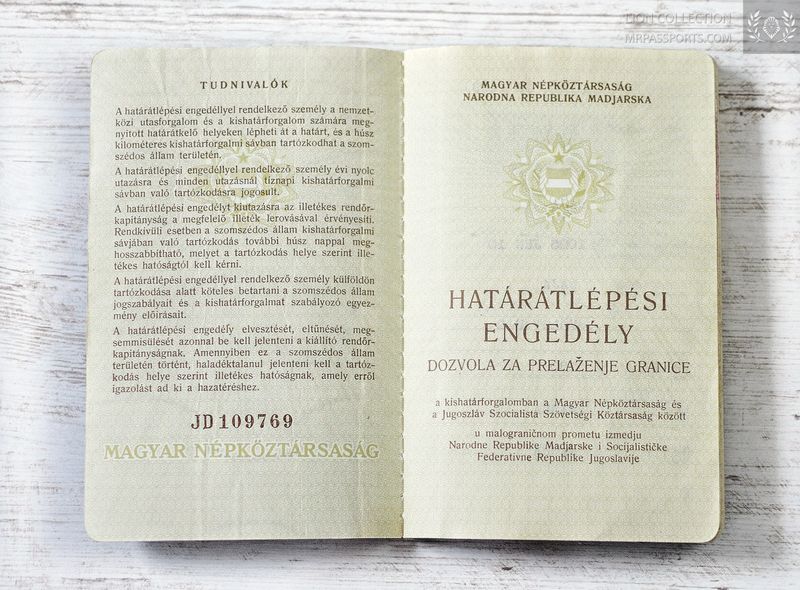 LION COLLECTION
MRPASSPORTS.COM
TUDNIVALÓK
A határátlépési engedéllyel rendelkező személy a nemzet-
közi utasforgalom és a kishatárforgalom számára meg-
nyitott határátkelő helyeken lépheti át a határt, és a húsz
kilométeres kishatárforgalmi sávban tartózkodhat a szom-
szédos állam területén.
A határátlépési engedéllyel rendelkező személy évi nyolc
utazásra és minden utazásnál tíznapi kishatárforgalmi
sávban való tartózkodásra jogosult.
A határátlépési engedélyt kiutazásra az illetékes rendőr-
kapitányság a megfelelő illeték lerovásával érvényesíti.
Rendkívüli esetben a szomszédos állam kishatárforgalmi
sávjában való tartózkodás további húsz nappal meg-
hosszabbítható, melyet a tartózkodás helye szerint ille-
tékes hatóságtól kell kérni.
A határátlépési engedéllyel rendelkező személy külföldön
tartózkodása alatt köteles betartani a szomszédos állam
jogszabályait és a kishatárforgalmat szabályozó egyez-
mény előírásait.
A határátlépési engedély elvesztését, eltűnését, meg-
semmisülését azonnal be kell jelenteni a kiállító rendőr-
kapitányságnak. Amennyiben ez a szomszédos állam
területén történt, haladéktalanul jelenteni kell a tartóz-
kodás helye szerint illetékes hatóságnak, amely erről
igazolást ad ki a hazatéréshez.
JD109769
MAGYAR NÉPKÖZTÁRSASÁG
MAGYAR NÉPKÖZTÁRSASÁG
NARODNA REPUBLIKA MADJARSKA
HATÁRÁTLÉPÉSI
ENGEDÉLY
DOZVOLA ZA PRELAŽENJE GRANICE
a kishatárforgalomban a Magyar Népköztársaság és
a Jugoszláv Szocialista Szövetségi Köztársaság között
u malograničnom prometu izmedju
Narodne Republike Madjarske i Socijalističke
Federativne Republike Jugoslavije